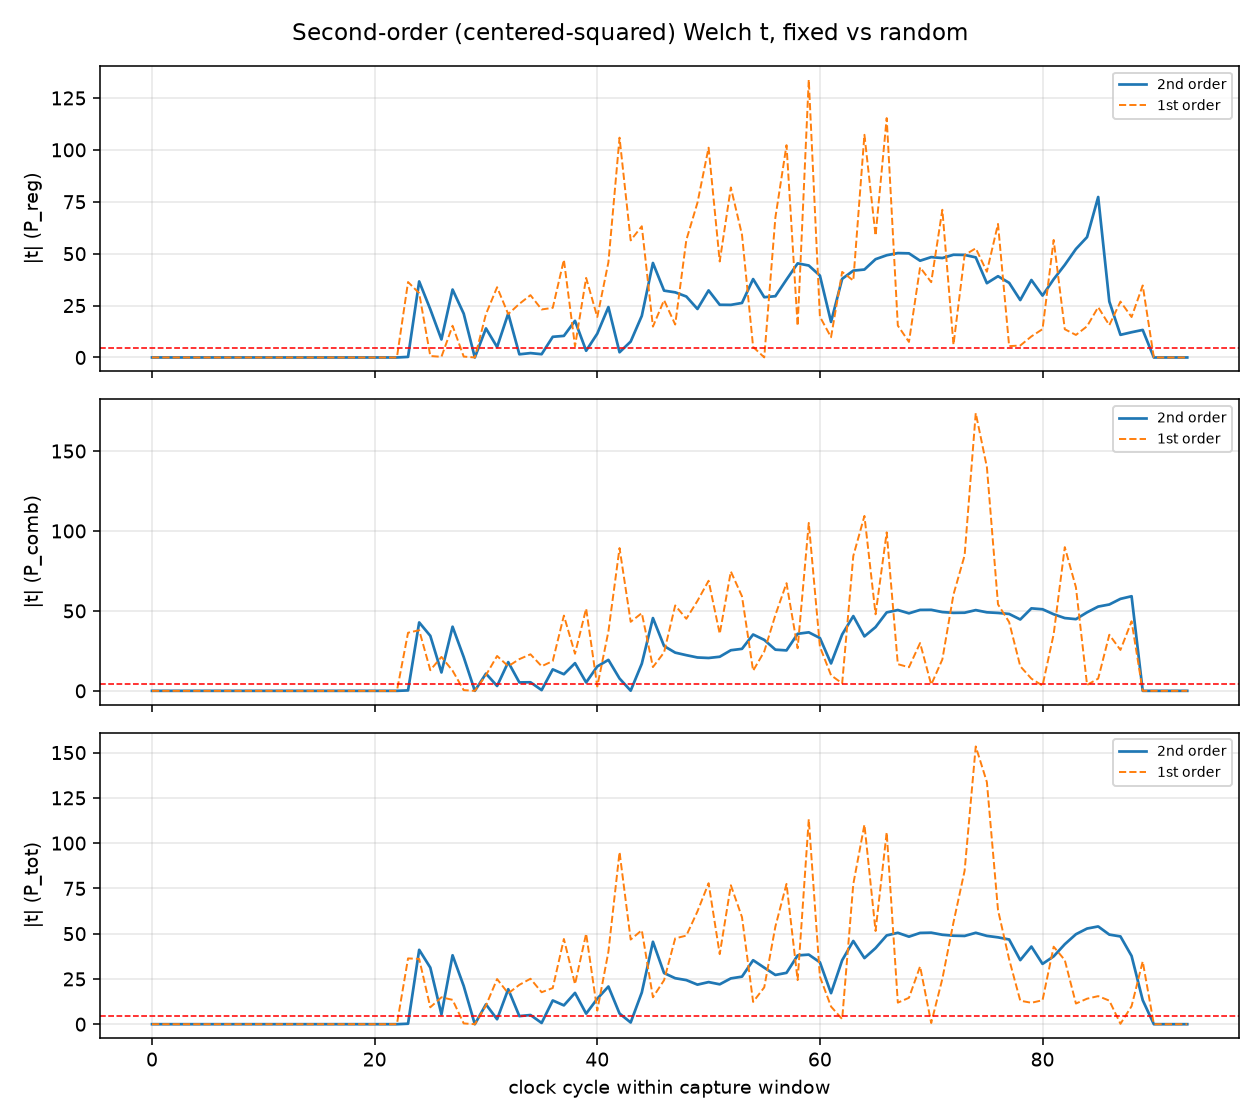 Second-order (centered-squared) Welch t, fixed vs random
125
100
75
50
25
0
|t| (P_reg)
2nd order
1st order
150
100
50
0
|t| (P_comb)
2nd order
1st order
150
125
100
75
50
25
0
|t| (P_tot)
2nd order
1st order
0 20 40 60 80
clock cycle within capture window